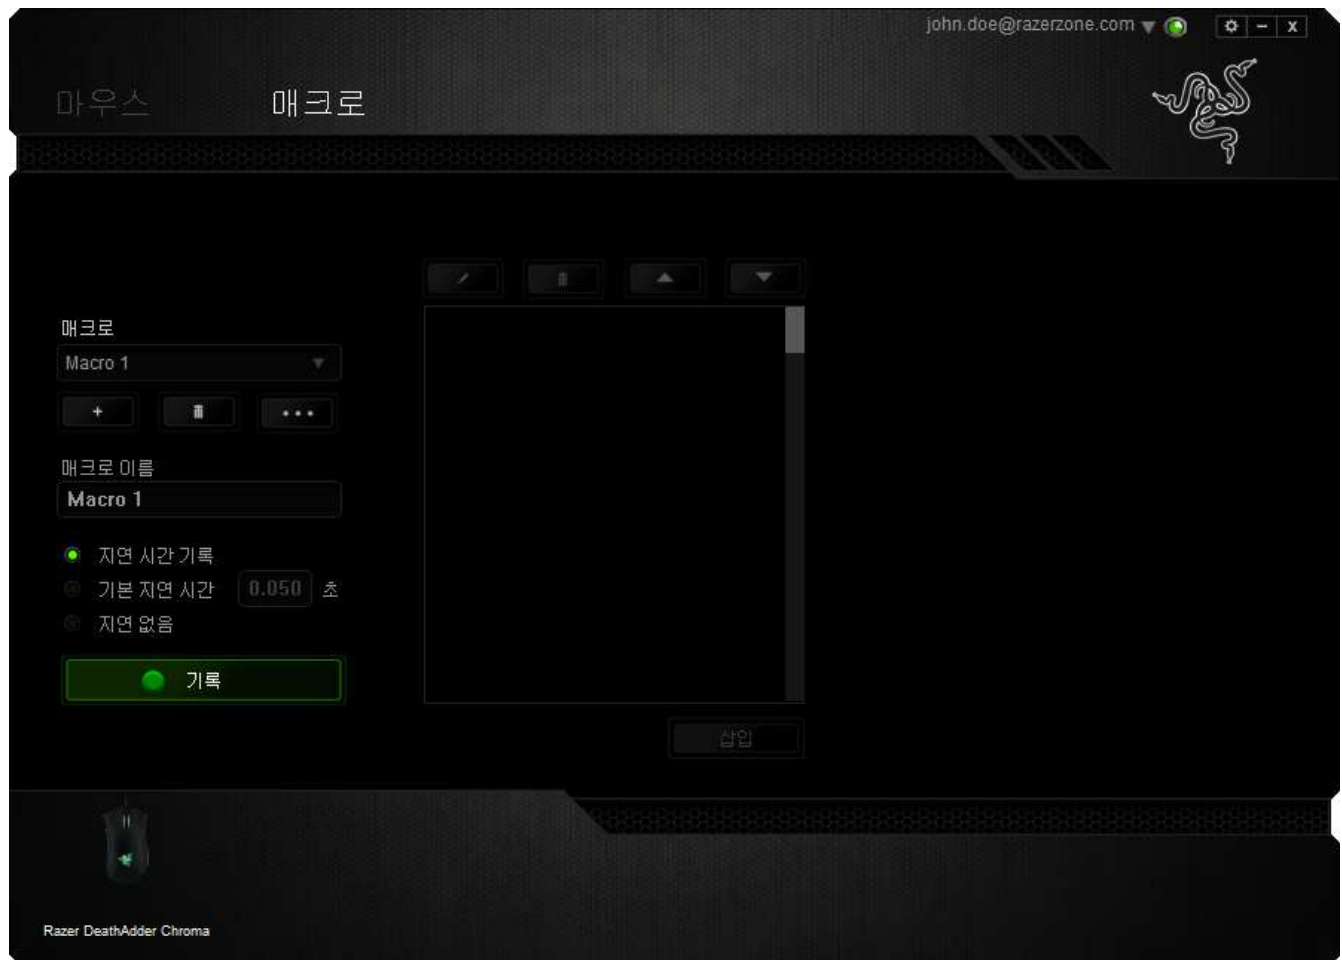 john.doe@razerzone.com
마우스 매크로
매크로
Macro 1
매크로 이름
Macro 1
지연 시간 기록
기본 지연 시간 0.050 초
지연 없음
기록
삽입
Razer DeathAdder Chroma